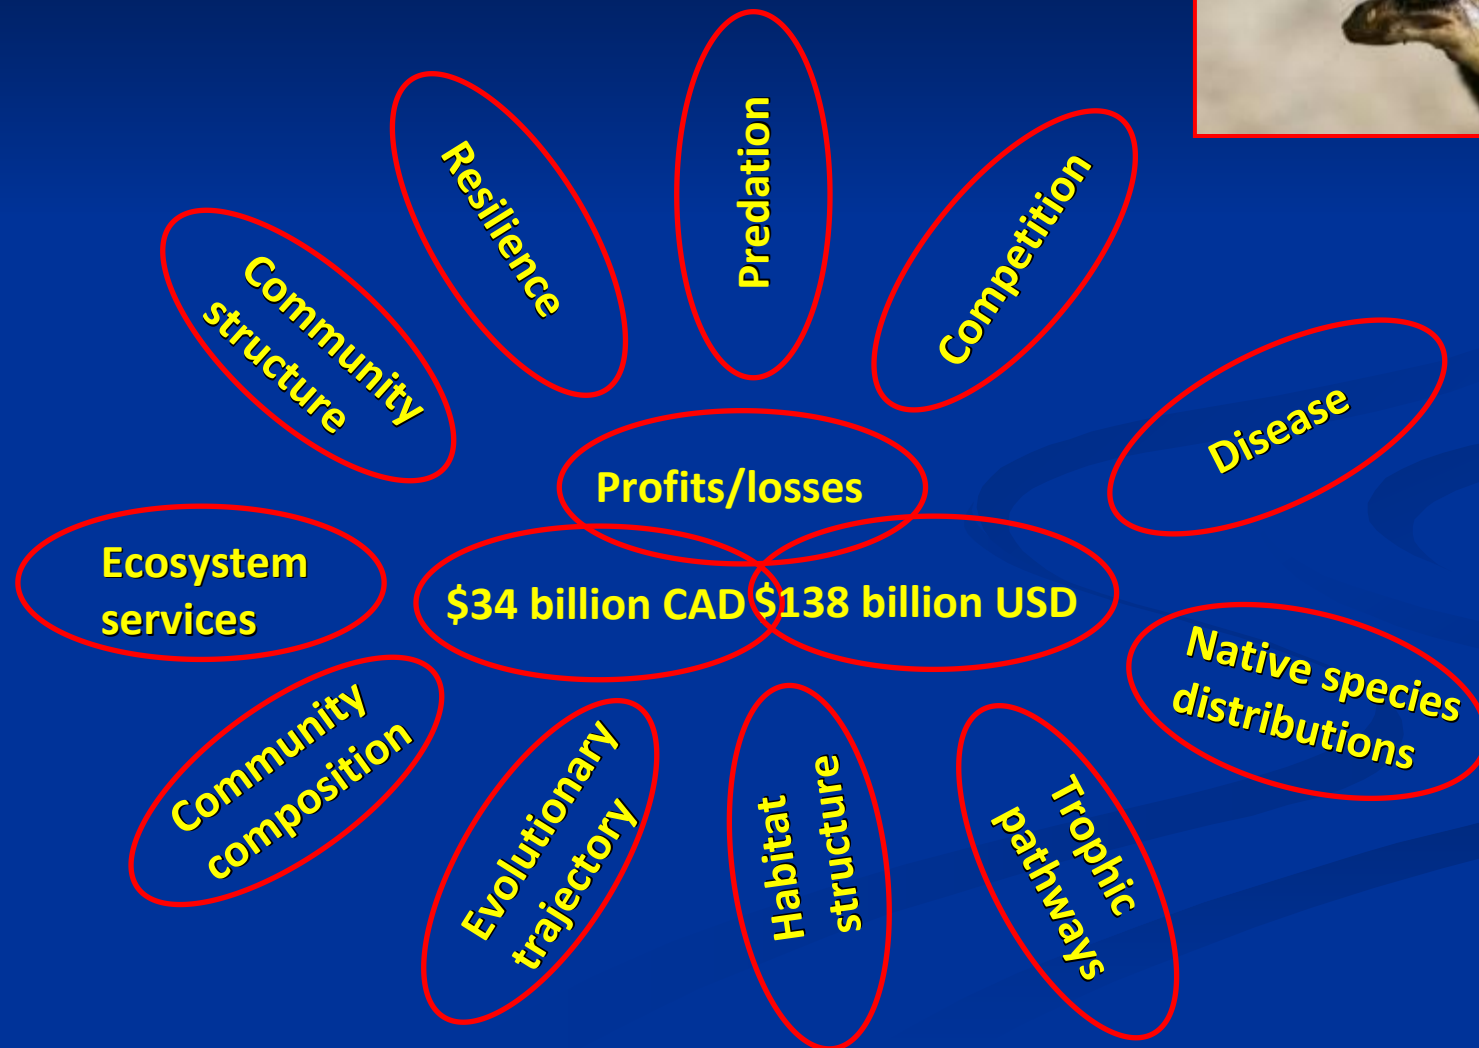 Predation
Resilience
Competition
Community
structure
Disease
Profits/losses
Ecosystem
services
$34 billion CAD
$138 billion USD
Native species
distributions
Community
composition
Evolutionary
trajectory
Habitat
structure
Trophic
pathways